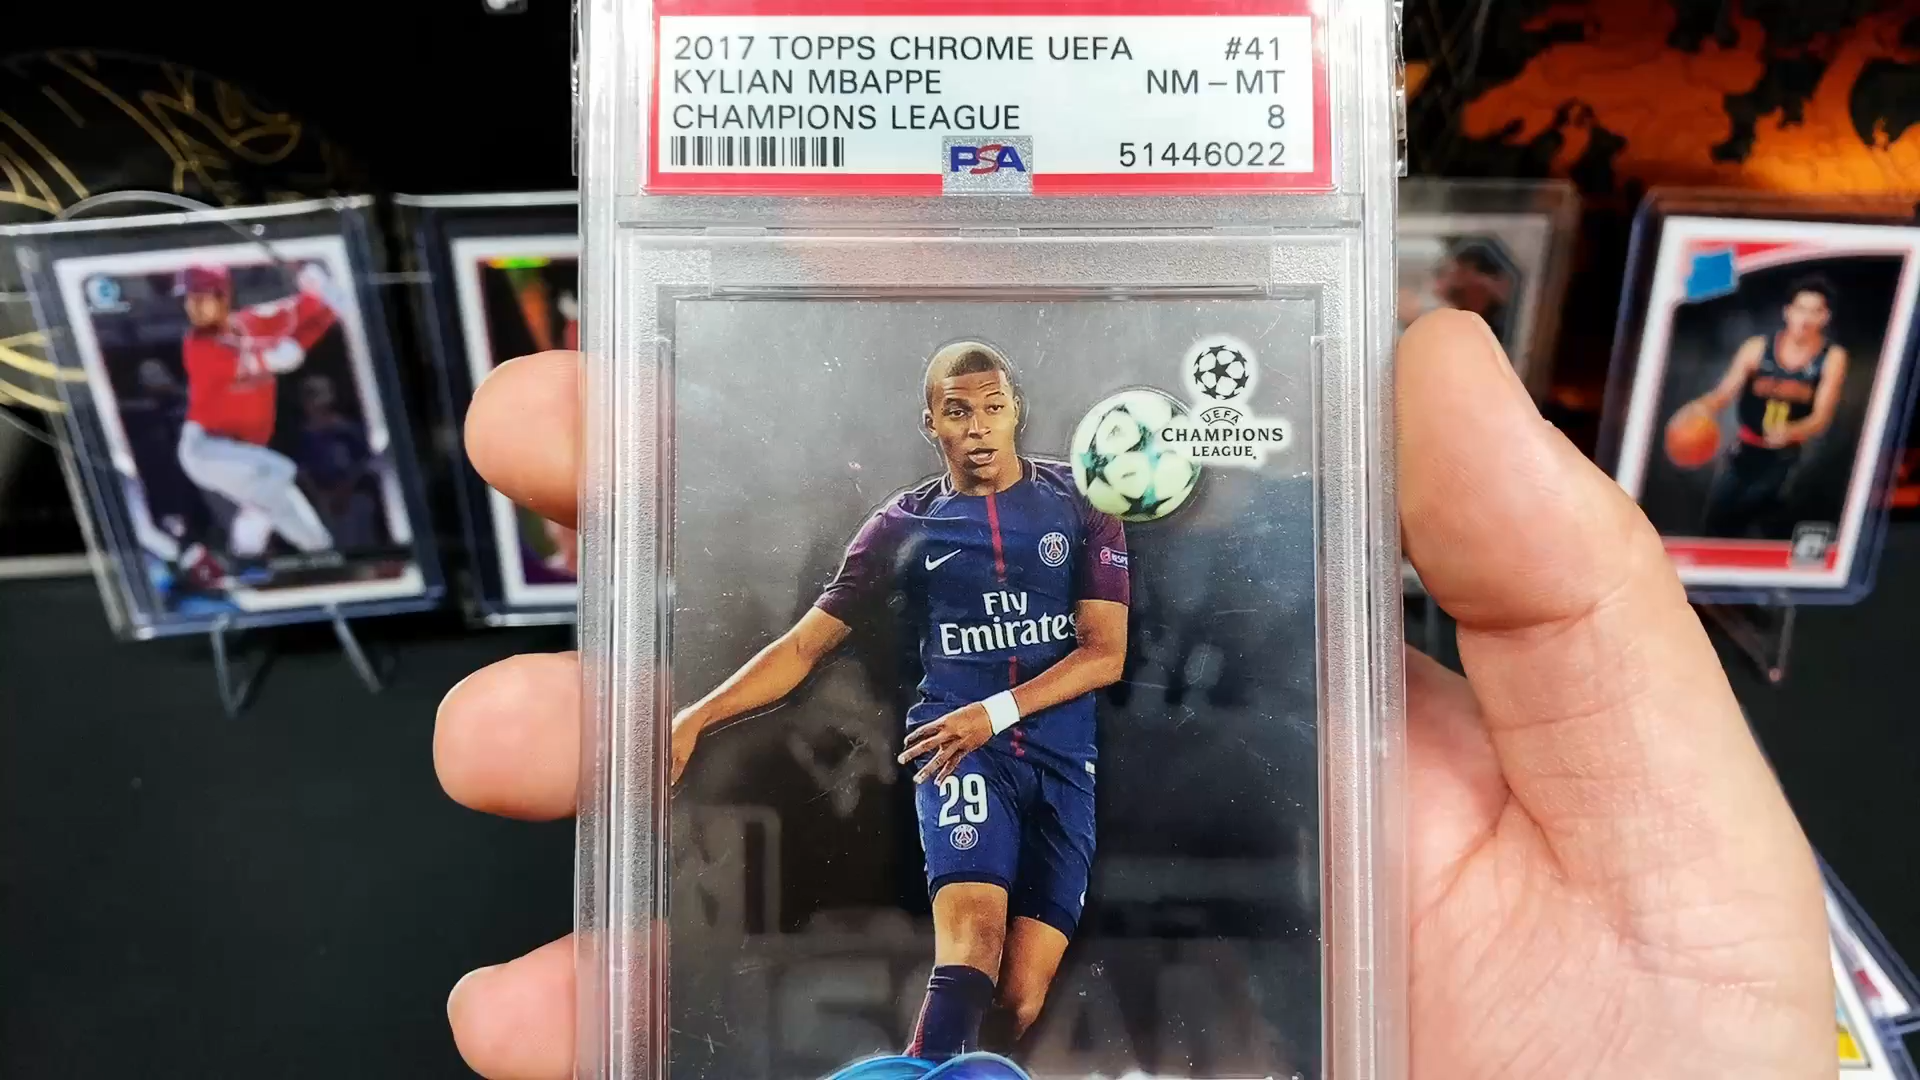 2017 TOPPS CHROME UEFA #41
KYLIAN MBAPPE NM - MT
CHAMPIONS LEAGUE 8
PSA 51446022
UEFA
CHAMPIONS
LEAGUE
Fly
Emirates
29